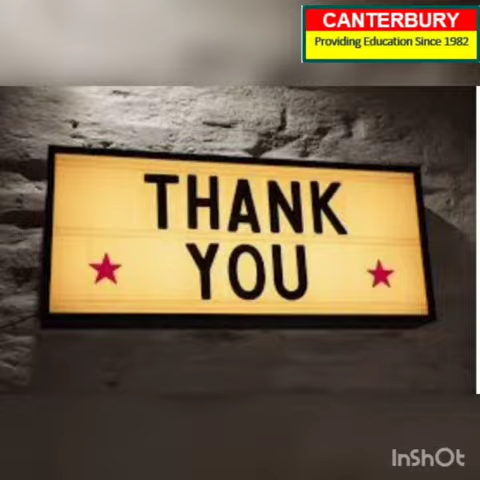 CANTERBURY
Providing Education Since 1982
THANK
YOU
InShOt